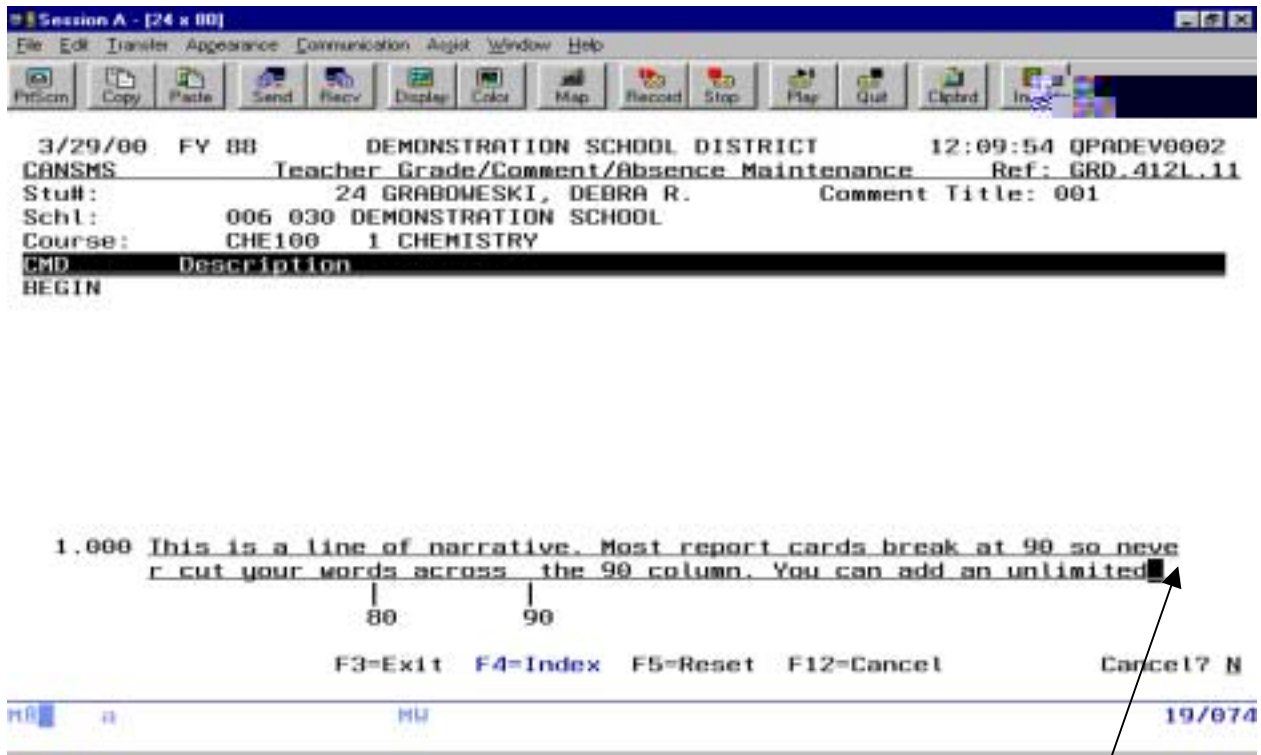 Session A - [24 x 80]
File Edit Transfer Appearance Communication Assist Window Help
PrtScrn Copy Paste Send Recv Display Color Map Record Stop Play Quit Clipbrd
3/29/00 FY 88 DEMONSTRATION SCHOOL DISTRICT 12:09:54 QPADEV0002
CANSMS Teacher Grade/Comment/Absence Maintenance Ref: GRD.412L.11
Stu#: 24 GRABOWESKI, DEBRA R. Comment Title: 001
Schl: 006 030 DEMONSTRATION SCHOOL
Course: CHE100 1 CHEMISTRY
CMD Description
BEGIN
1.000 This is a line of narrative. Most report cards break at 90 so neve
r cut your words across the 90 column. You can add an unlimited
80 90
F3=Exit F4=Index F5=Reset F12=Cancel Cancel? N
MA a MW 19/074